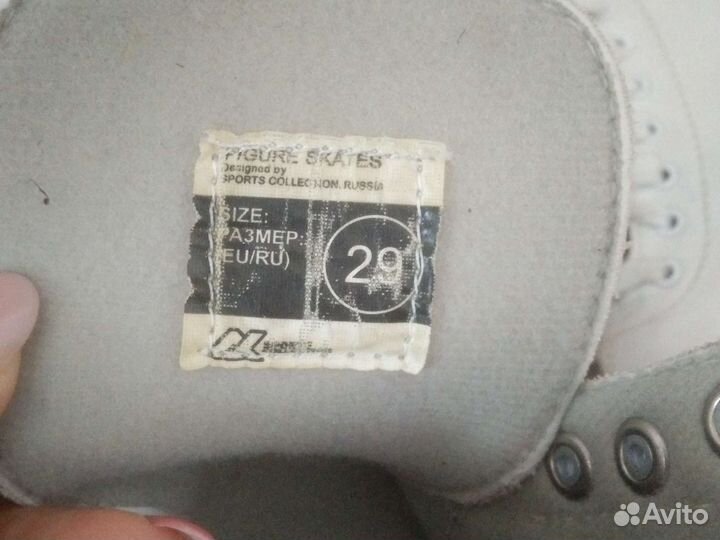 FIGURE SKATES
Designed by
SPORTS COLLECTION, RUSSIA
SIZE:
РАЗМЕР:
(EU/RU)
29
Avito